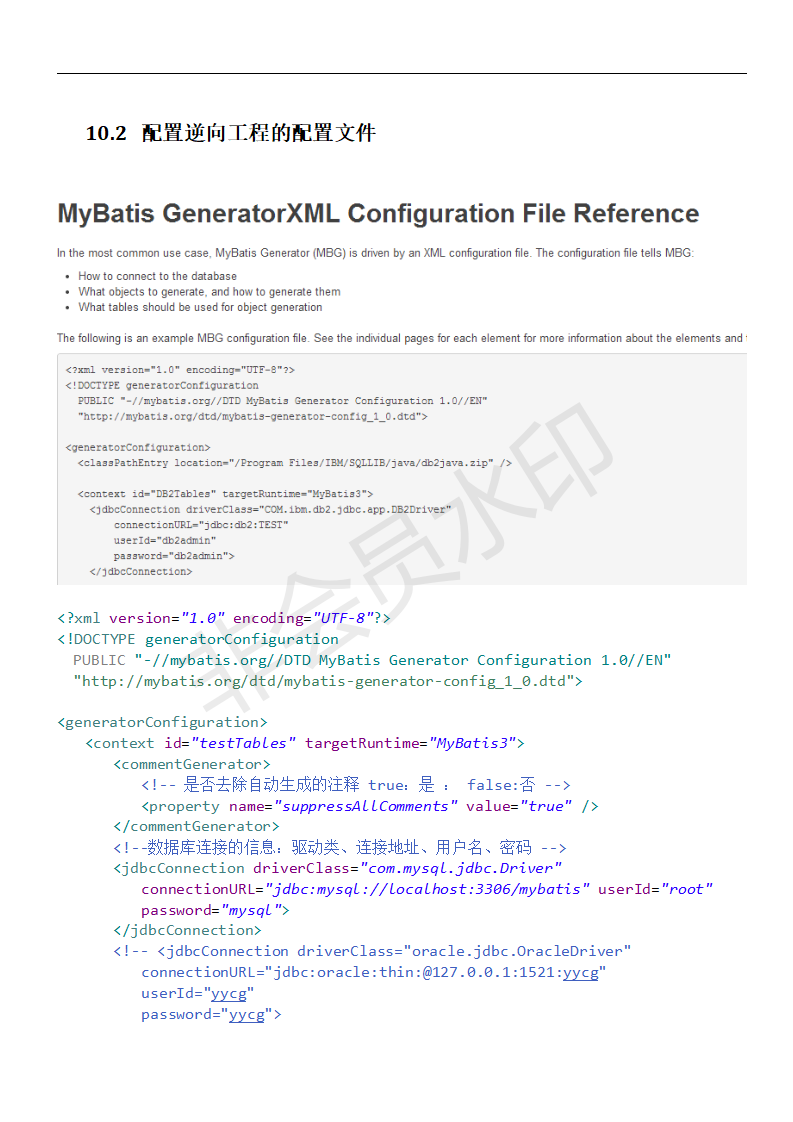 10.2 配置逆向工程的配置文件
MyBatis GeneratorXML Configuration File Reference
In the most common use case, MyBatis Generator (MBG) is driven by an XML configuration file. The configuration file tells MBG:
• How to connect to the database
• What objects to generate, and how to generate them
• What tables should be used for object generation
The following is an example MBG configuration file. See the individual pages for each element for more information about the elements and
<?xml version="1.0" encoding="UTF-8"?>
<!DOCTYPE generatorConfiguration
PUBLIC "-//mybatis.org//DTD MyBatis Generator Configuration 1.0//EN"
"http://mybatis.org/dtd/mybatis-generator-config_1_0.dtd">
<generatorConfiguration>
<classPathEntry location="/Program Files/IBM/SQLLIB/java/db2java.zip" />
<context id="DB2Tables" targetRuntime="MyBatis3">
<jdbcConnection driverClass="COM.ibm.db2.jdbc.app.DB2Driver"
connectionURL="jdbc:db2:TEST"
userId="db2admin"
password="db2admin">
</jdbcConnection>
<?xml version="1.0" encoding="UTF-8"?>
<!DOCTYPE generatorConfiguration
PUBLIC "-//mybatis.org//DTD MyBatis Generator Configuration 1.0//EN"
"http://mybatis.org/dtd/mybatis-generator-config_1_0.dtd">
<generatorConfiguration>
<context id="testTables" targetRuntime="MyBatis3">
<commentGenerator>
<!-- 是否去除自动生成的注释 true：是 ： false:否 -->
<property name="suppressAllComments" value="true" />
</commentGenerator>
<!--数据库连接的信息：驱动类、连接地址、用户名、密码 -->
<jdbcConnection driverClass="com.mysql.jdbc.Driver"
connectionURL="jdbc:mysql://localhost:3306/mybatis" userId="root"
password="mysql">
</jdbcConnection>
<!-- <jdbcConnection driverClass="oracle.jdbc.OracleDriver"
connectionURL="jdbc:oracle:thin:@127.0.0.1:1521:yycg"
userId="yycg"
password="yycg">
非会员水印